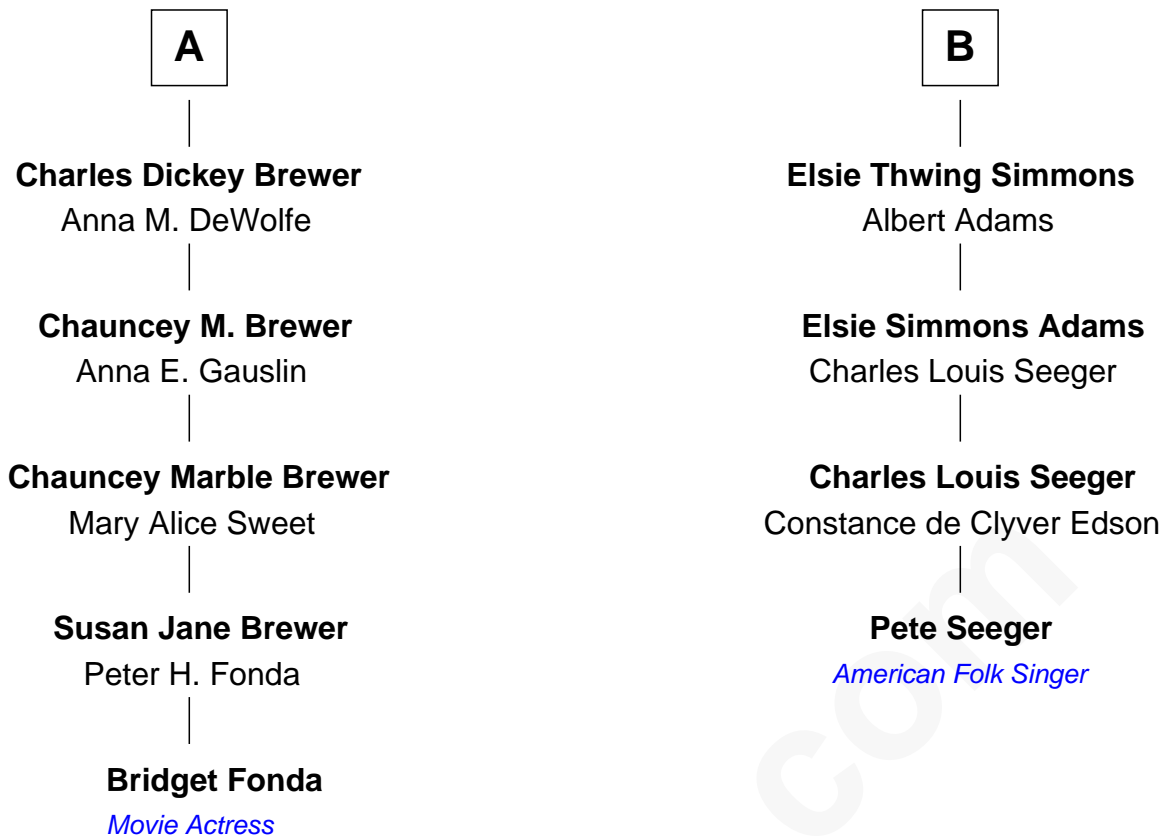 A
Charles Dickey Brewer
Anna M. DeWolfe
Chauncey M. Brewer
Anna E. Gauslin
Chauncey Marble Brewer
Mary Alice Sweet
Susan Jane Brewer
Peter H. Fonda
Bridget Fonda
Movie Actress
B
Elsie Thwing Simmons
Albert Adams
Elsie Simmons Adams
Charles Louis Seeger
Charles Louis Seeger
Constance de Clyver Edson
Pete Seeger
American Folk Singer
com